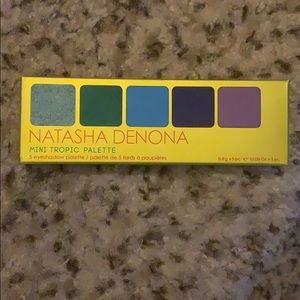 NATASHA DENONA
MINI TROPIC PALETTE
5 eyeshadow palette / palette de 5 fards à paupières